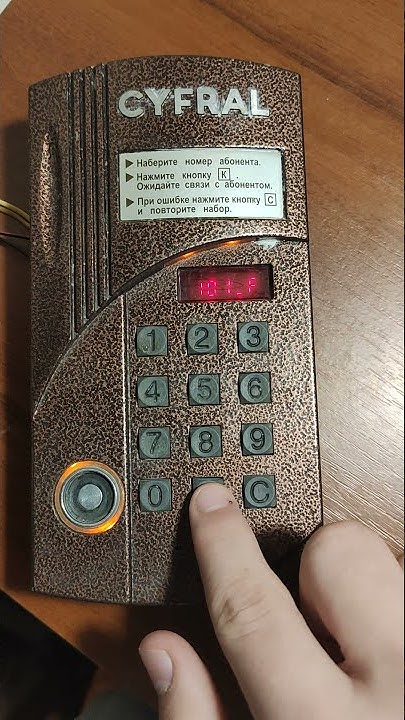 CYFRAL
▶ Наберите номер абонента.
▶ Нажмите кнопку К .
Ожидайте связи с абонентом.
▶ При ошибке нажмите кнопку С
и повторите набор.
1 2 3
4 5 6
7 8 9
0 C